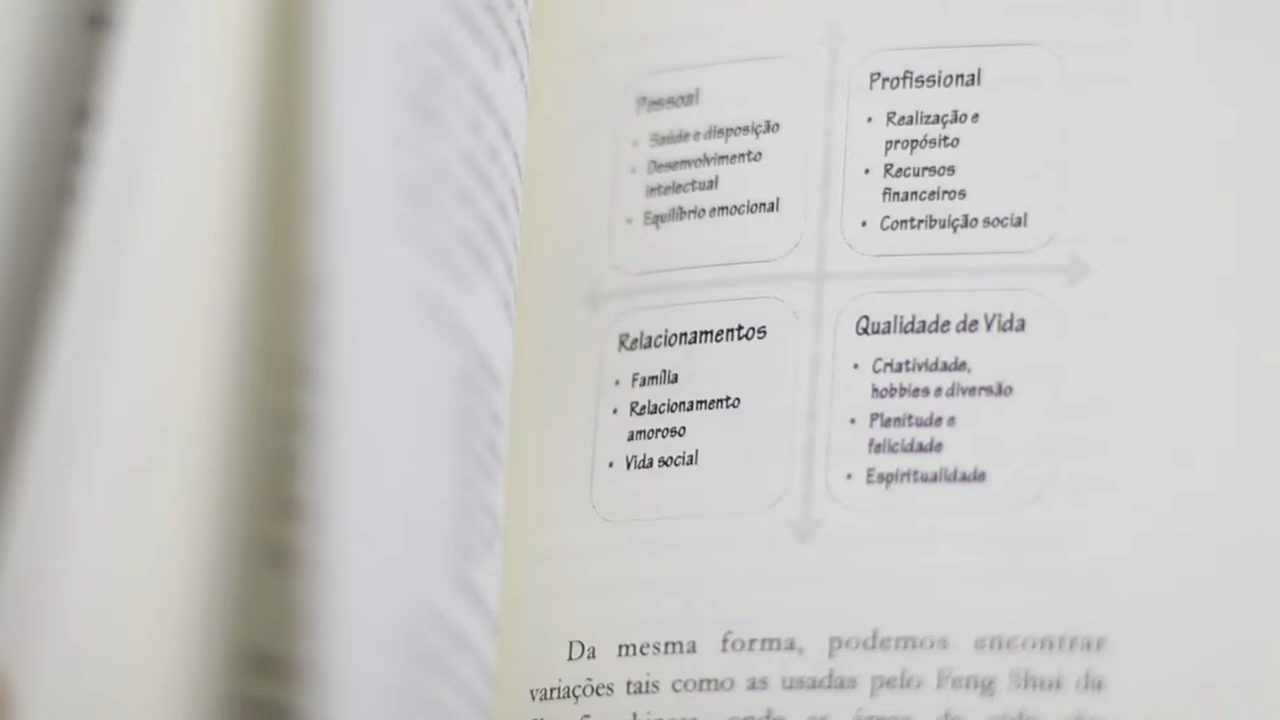 Pessoal
• Saúde e disposição
• Desenvolvimento
intelectual
• Equilíbrio emocional
Profissional
• Realização e
propósito
• Recursos
financeiros
• Contribuição social
Relacionamentos
• Família
• Relacionamento
amoroso
• Vida social
Qualidade de Vida
• Criatividade,
hobbies e diversão
• Plenitude e
felicidade
• Espiritualidade
Da mesma forma, podemos encontrar
variações tais como as usadas pelo Feng Shui da